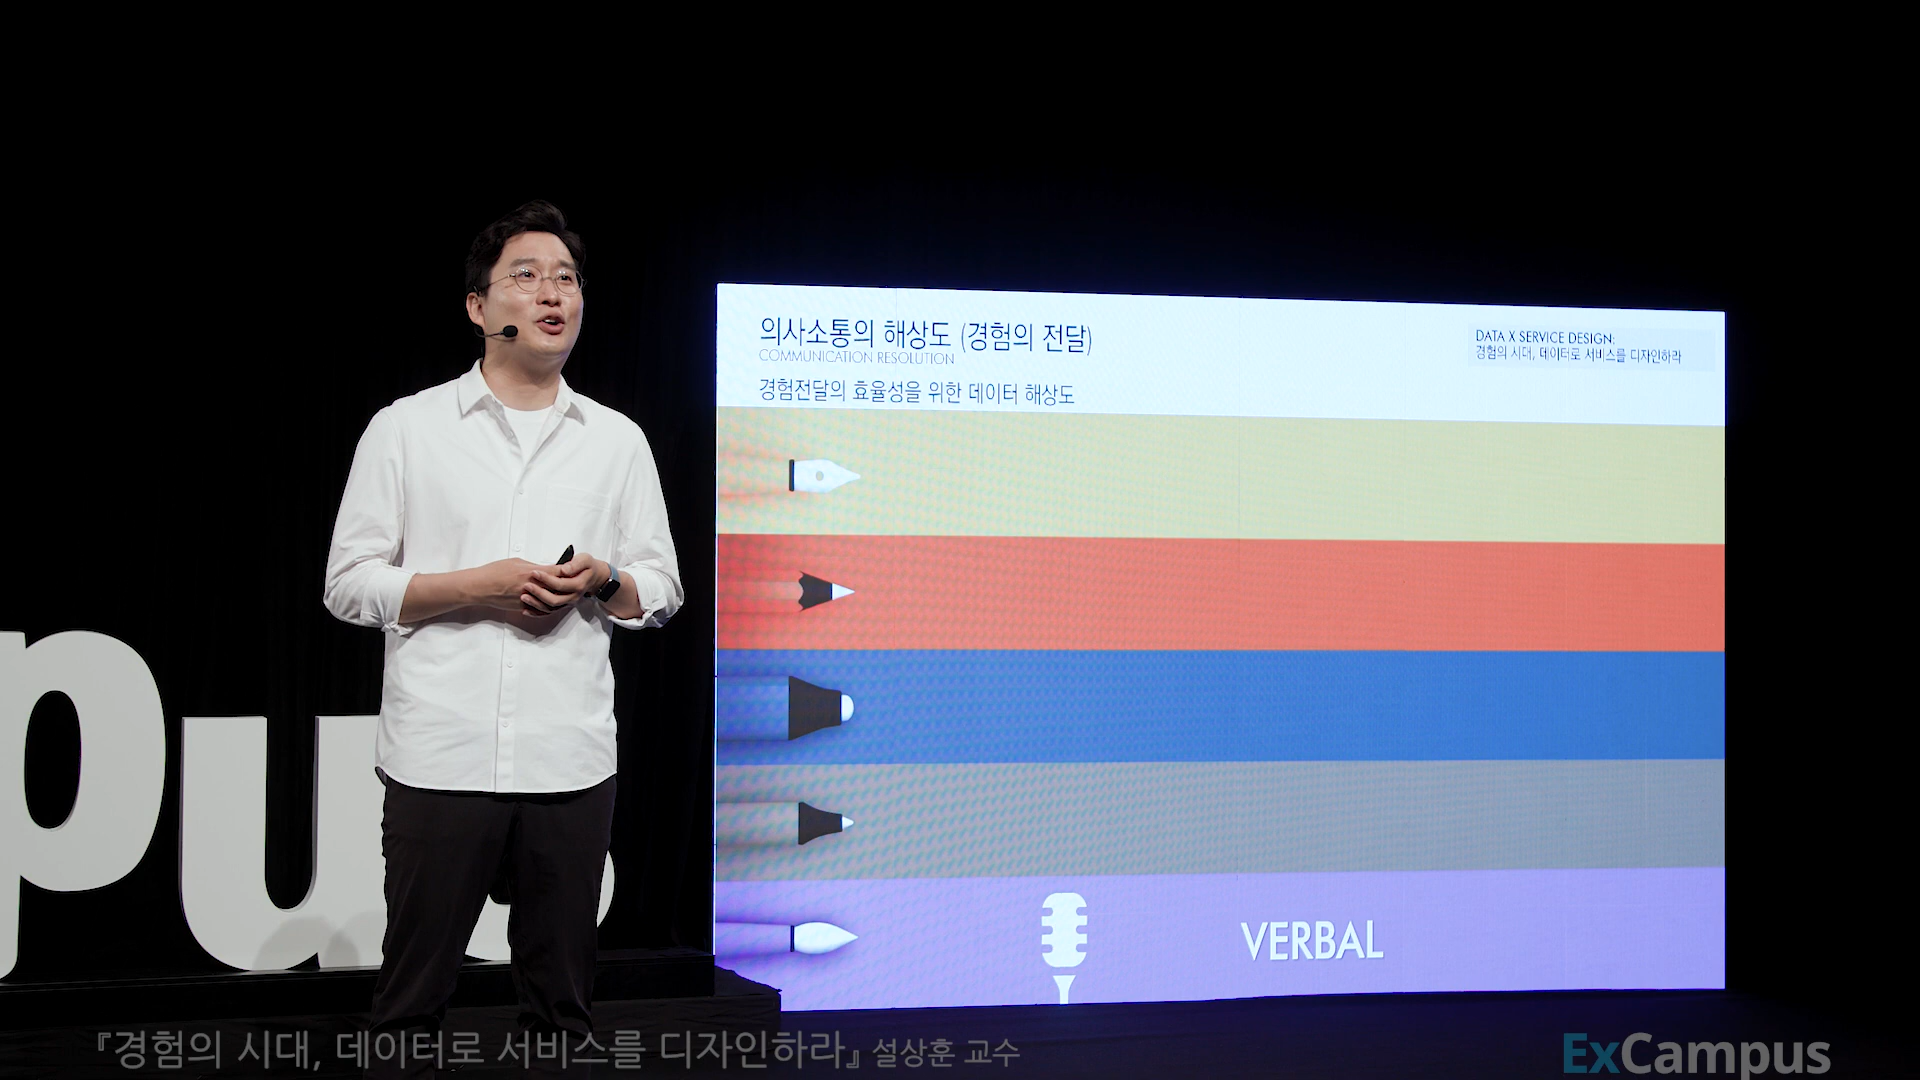 의사소통의 해상도 (경험의 전달)
COMMUNICATION RESOLUTION
경험전달의 효율성을 위한 데이터 해상도
DATA X SERVICE DESIGN:
경험의 시대, 데이터로 서비스를 디자인하라
VERBAL
pus
『경험의 시대, 데이터로 서비스를 디자인하라』 설상훈 교수
ExCampus